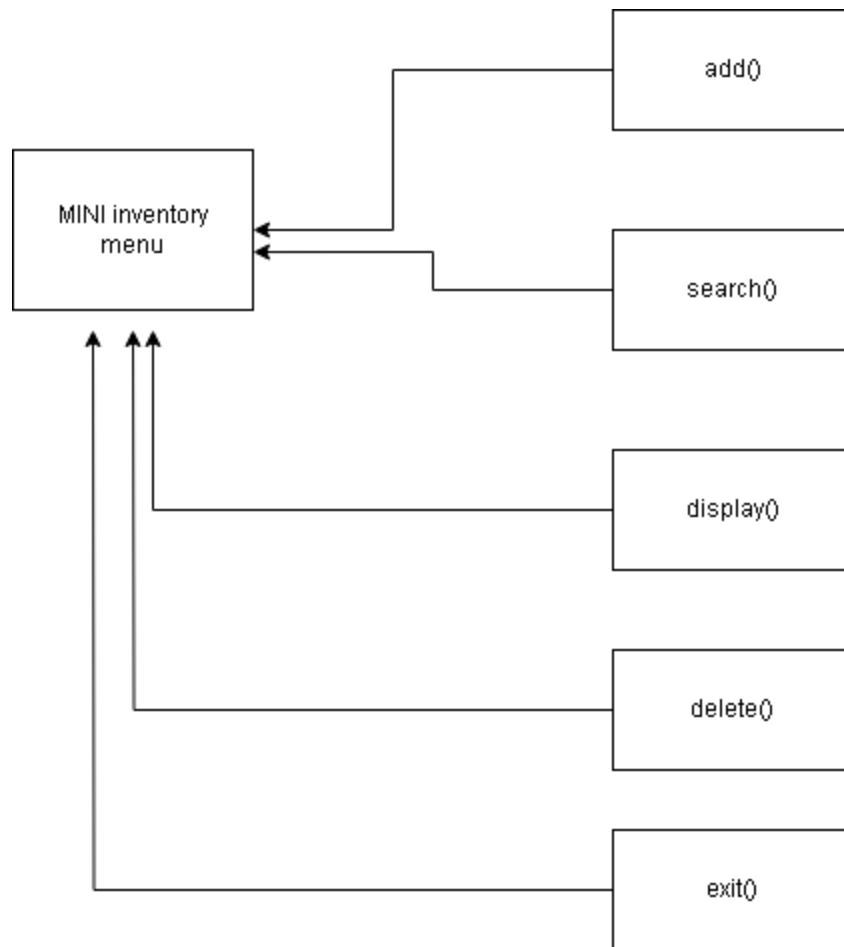 add()
MINI inventory
menu
search()
display()
delete()
exit()